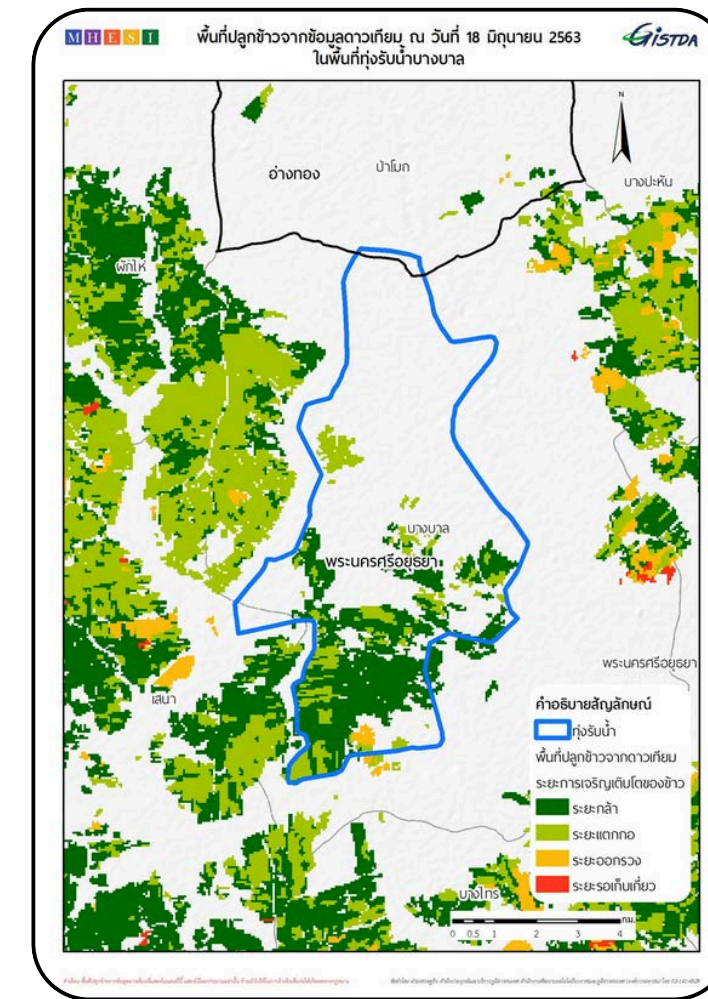 MHESI
พื้นที่ปลูกข้าวจากข้อมูลดาวเทียม ณ วันที่ 18 มิถุนายน 2563
ในพื้นที่ทุ่งรับน้ำบางบาล
GISTDA
N
อ่างทอง
ป่าโมก
บางปะหัน
ผักไห่
บางบาล
พระนครศรีอยุธยา
พระนครศรีอยุธยา
เสนา
บางไทร
คำอธิบายสัญลักษณ์
ทุ่งรับน้ำ
พื้นที่ปลูกข้าวจากดาวเทียม
ระยะการเจริญเติบโตของข้าว
ระยะกล้า
ระยะแตกกอ
ระยะออกรวง
ระยะรอเก็บเกี่ยว
กม.
0 0.5 1 2 3 4